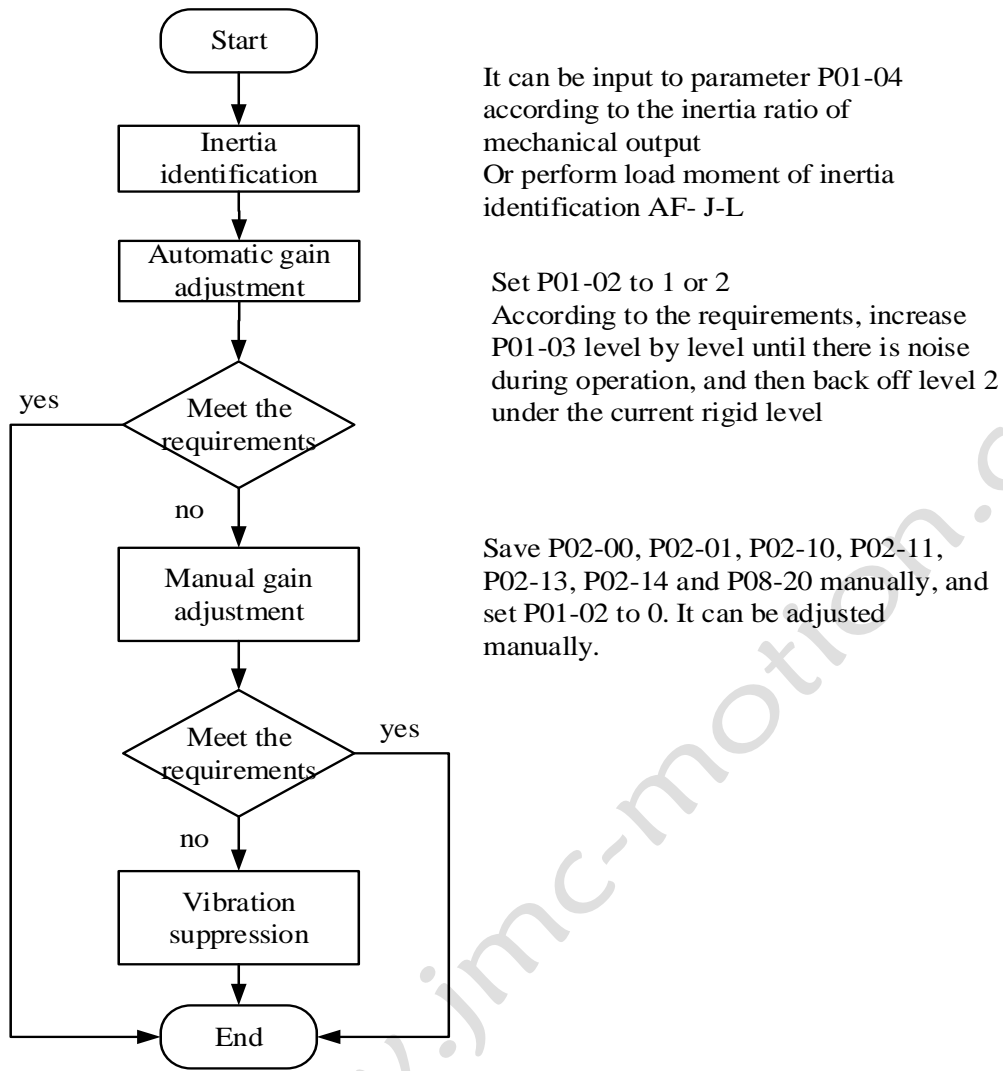 Start
It can be input to parameter P01-04
according to the inertia ratio of
mechanical output
Or perform load moment of inertia
identification AF- J-L
Inertia
identification
Automatic gain
adjustment
Set P01-02 to 1 or 2
According to the requirements, increase
P01-03 level by level until there is noise
during operation, and then back off level 2
under the current rigid level
yes
Meet the
requirements
no
Manual gain
adjustment
Save P02-00, P02-01, P02-10, P02-11,
P02-13, P02-14 and P08-20 manually, and
set P01-02 to 0. It can be adjusted
manually.
Meet the
requirements
yes
no
Vibration
suppression
End
.jmc-motion.c